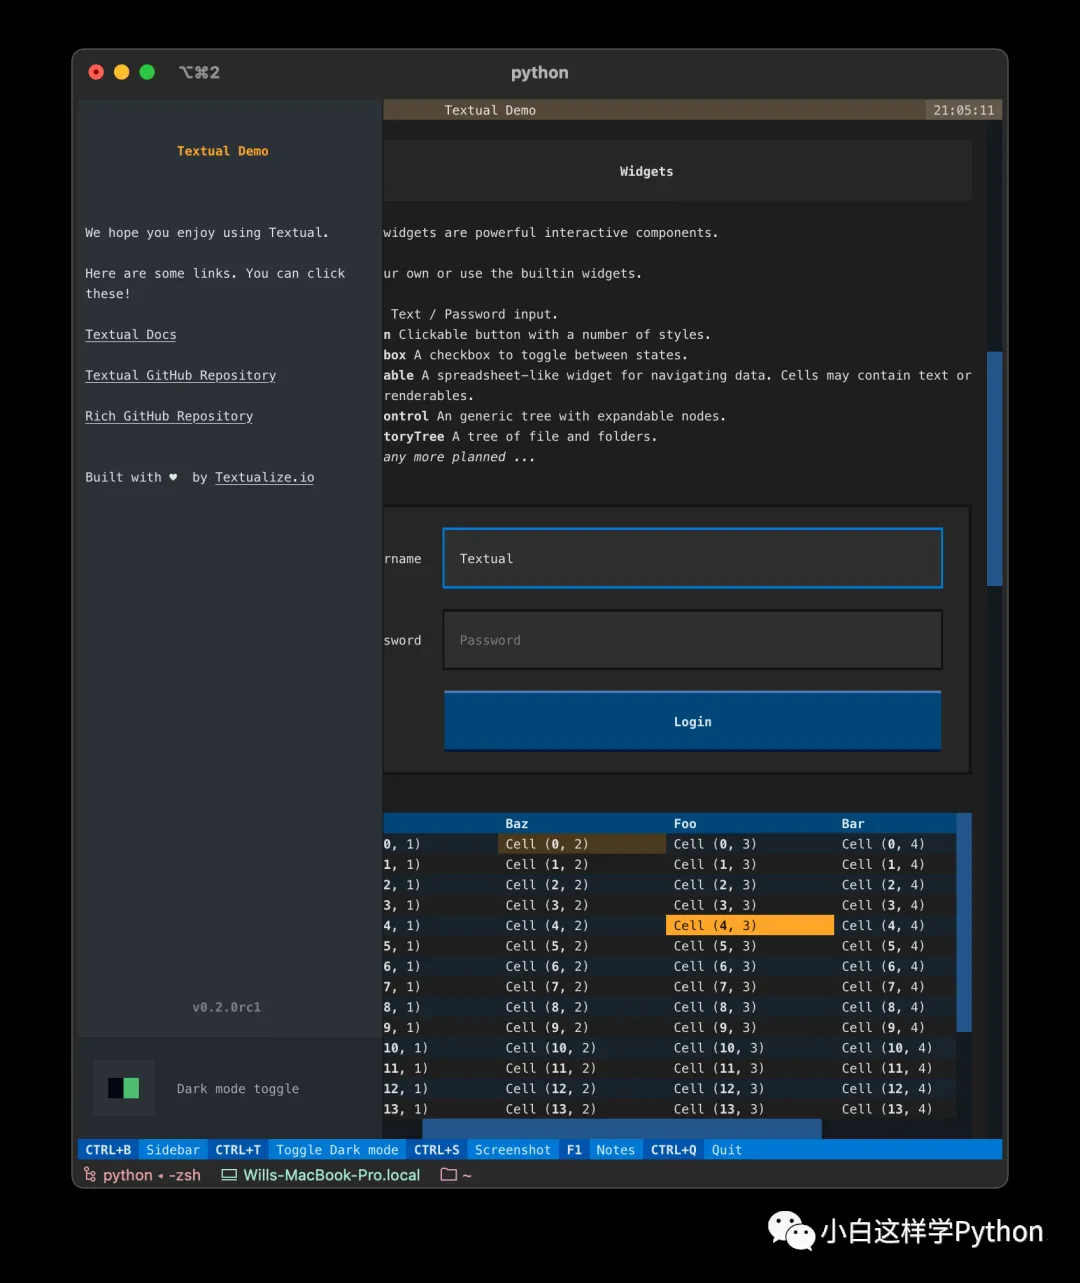 ⌥⌘2
python
Textual Demo
21:05:11
Textual Demo
We hope you enjoy using Textual.
Here are some links. You can click
these!
Textual Docs
Textual GitHub Repository
Rich GitHub Repository
Built with ♥ by Textualize.io
v0.2.0rc1
Dark mode toggle
Widgets
widgets are powerful interactive components.
ur own or use the builtin widgets.
Text / Password input.
n Clickable button with a number of styles.
box A checkbox to toggle between states.
able A spreadsheet-like widget for navigating data. Cells may contain text or
renderables.
ontrol An generic tree with expandable nodes.
toryTree A tree of file and folders.
any more planned ...
rname Textual
sword Password
Login
Baz Foo Bar
0, 1) Cell (0, 2) Cell (0, 3) Cell (0, 4)
1, 1) Cell (1, 2) Cell (1, 3) Cell (1, 4)
2, 1) Cell (2, 2) Cell (2, 3) Cell (2, 4)
3, 1) Cell (3, 2) Cell (3, 3) Cell (3, 4)
4, 1) Cell (4, 2) Cell (4, 3) Cell (4, 4)
5, 1) Cell (5, 2) Cell (5, 3) Cell (5, 4)
6, 1) Cell (6, 2) Cell (6, 3) Cell (6, 4)
7, 1) Cell (7, 2) Cell (7, 3) Cell (7, 4)
8, 1) Cell (8, 2) Cell (8, 3) Cell (8, 4)
9, 1) Cell (9, 2) Cell (9, 3) Cell (9, 4)
10, 1) Cell (10, 2) Cell (10, 3) Cell (10, 4)
11, 1) Cell (11, 2) Cell (11, 3) Cell (11, 4)
12, 1) Cell (12, 2) Cell (12, 3) Cell (12, 4)
13, 1) Cell (13, 2) Cell (13, 3) Cell (13, 4)
CTRL+B Sidebar CTRL+T Toggle Dark mode CTRL+S Screenshot F1 Notes CTRL+Q Quit
python ◂ -zsh Wills-MacBook-Pro.local ~
小白这样学Python